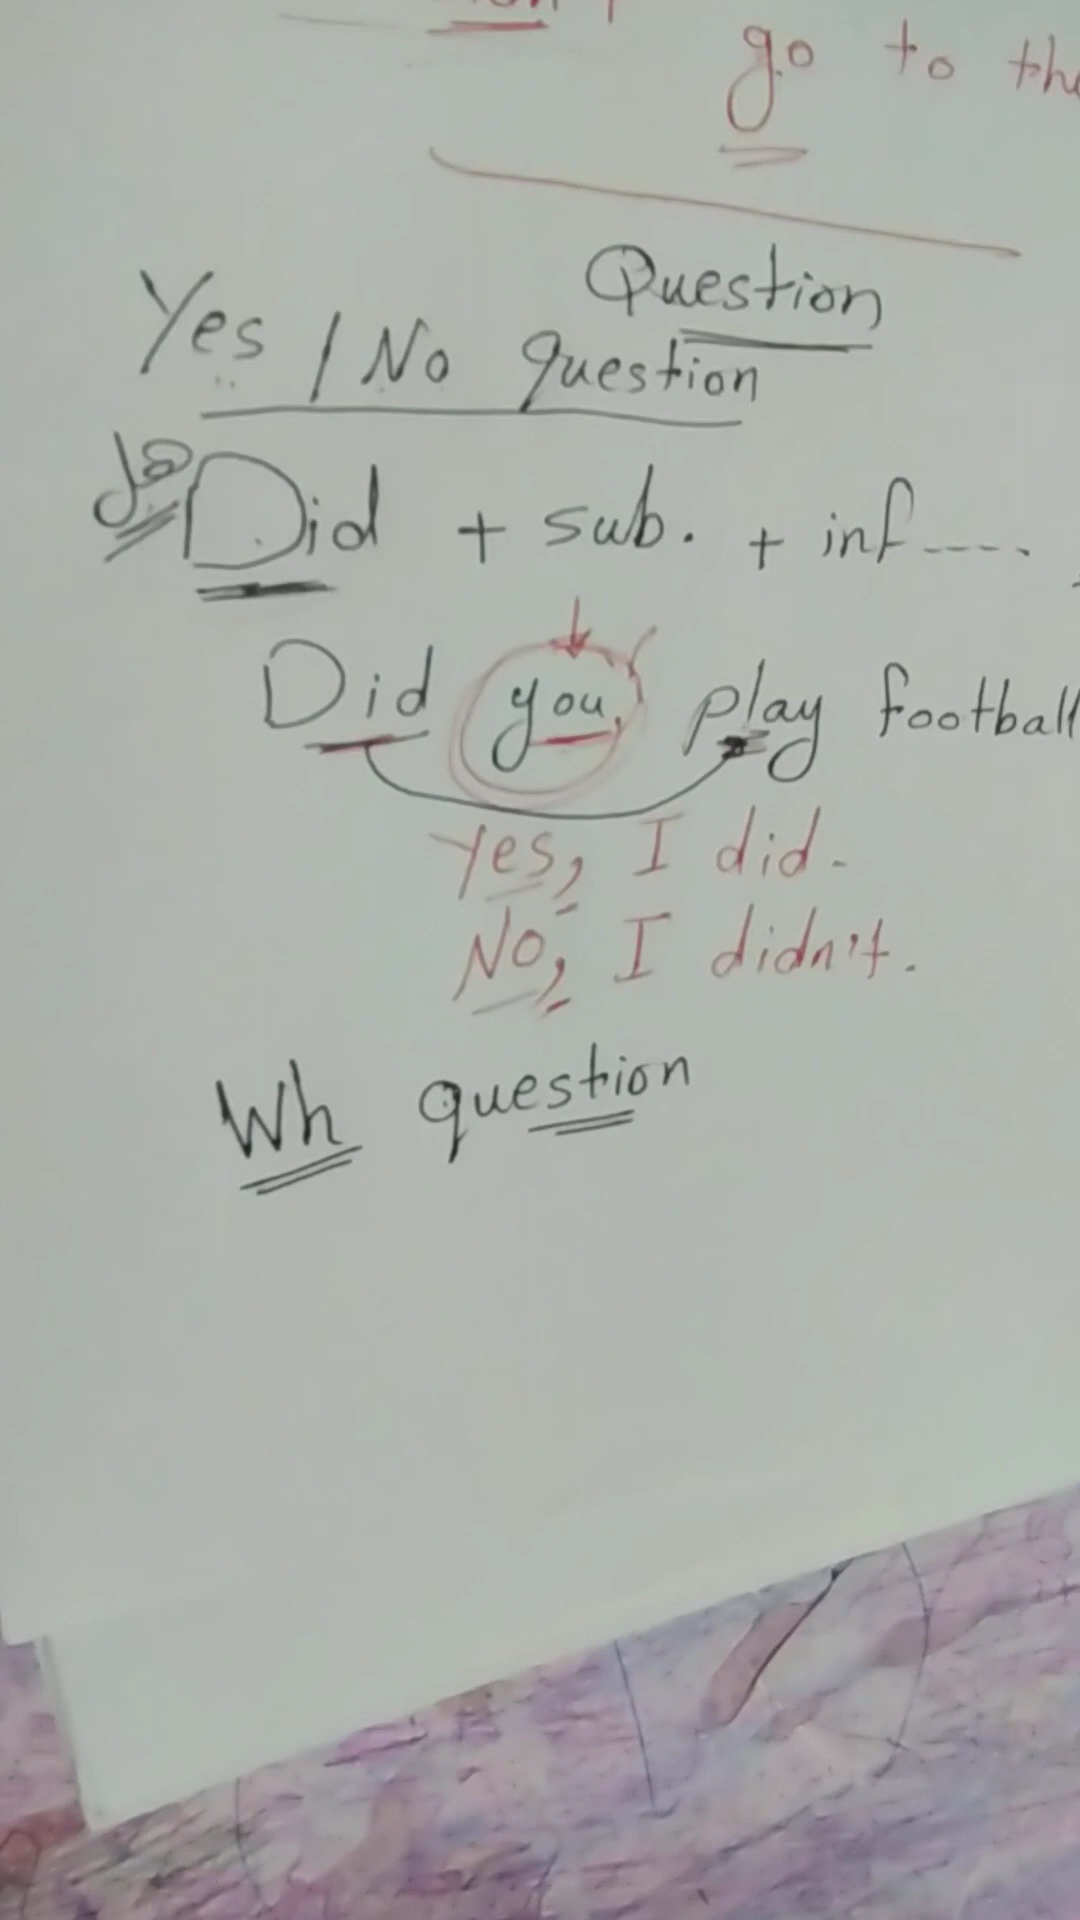 go to the
Question
Yes / No question
هل Did + sub. + inf.....
Did you play football
Yes, I did.
No, I didn't.
Wh question